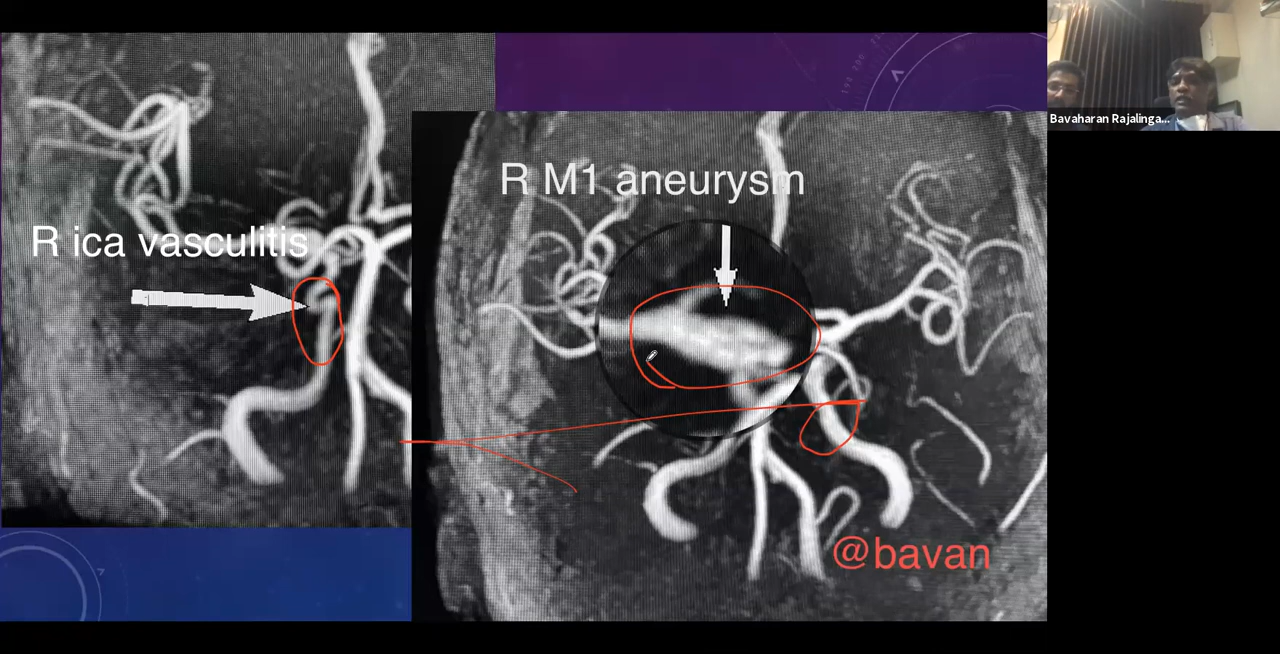 R ica vasculitis
R M1 aneurysm
@bavan
Bavaharan Rajalinga...